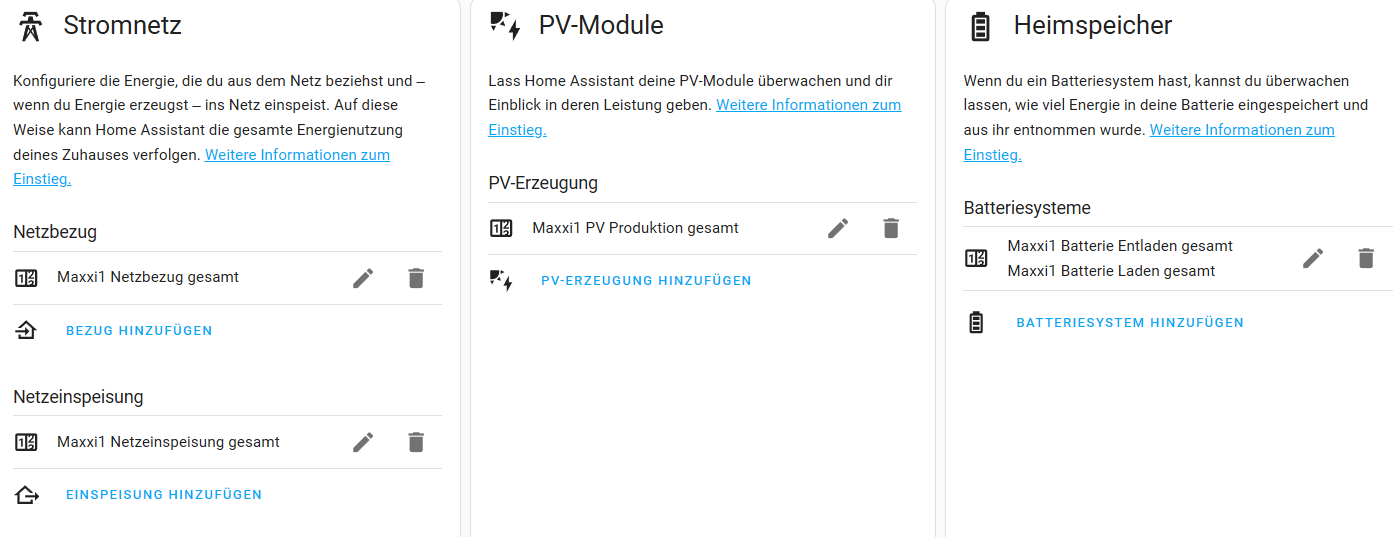 Stromnetz
Konfiguriere die Energie, die du aus dem Netz beziehst und –
wenn du Energie erzeugst – ins Netz einspeist. Auf diese
Weise kann Home Assistant die gesamte Energienutzung
deines Zuhauses verfolgen. Weitere Informationen zum
Einstieg.
Netzbezug
Maxxi1 Netzbezug gesamt
BEZUG HINZUFÜGEN
Netzeinspeisung
Maxxi1 Netzeinspeisung gesamt
EINSPEISUNG HINZUFÜGEN
PV-Module
Lass Home Assistant deine PV-Module überwachen und dir
Einblick in deren Leistung geben. Weitere Informationen zum
Einstieg.
PV-Erzeugung
Maxxi1 PV Produktion gesamt
PV-ERZEUGUNG HINZUFÜGEN
Heimspeicher
Wenn du ein Batteriesystem hast, kannst du überwachen
lassen, wie viel Energie in deine Batterie eingespeichert und
aus ihr entnommen wurde. Weitere Informationen zum
Einstieg.
Batteriesysteme
Maxxi1 Batterie Entladen gesamt
Maxxi1 Batterie Laden gesamt
BATTERIESYSTEM HINZUFÜGEN